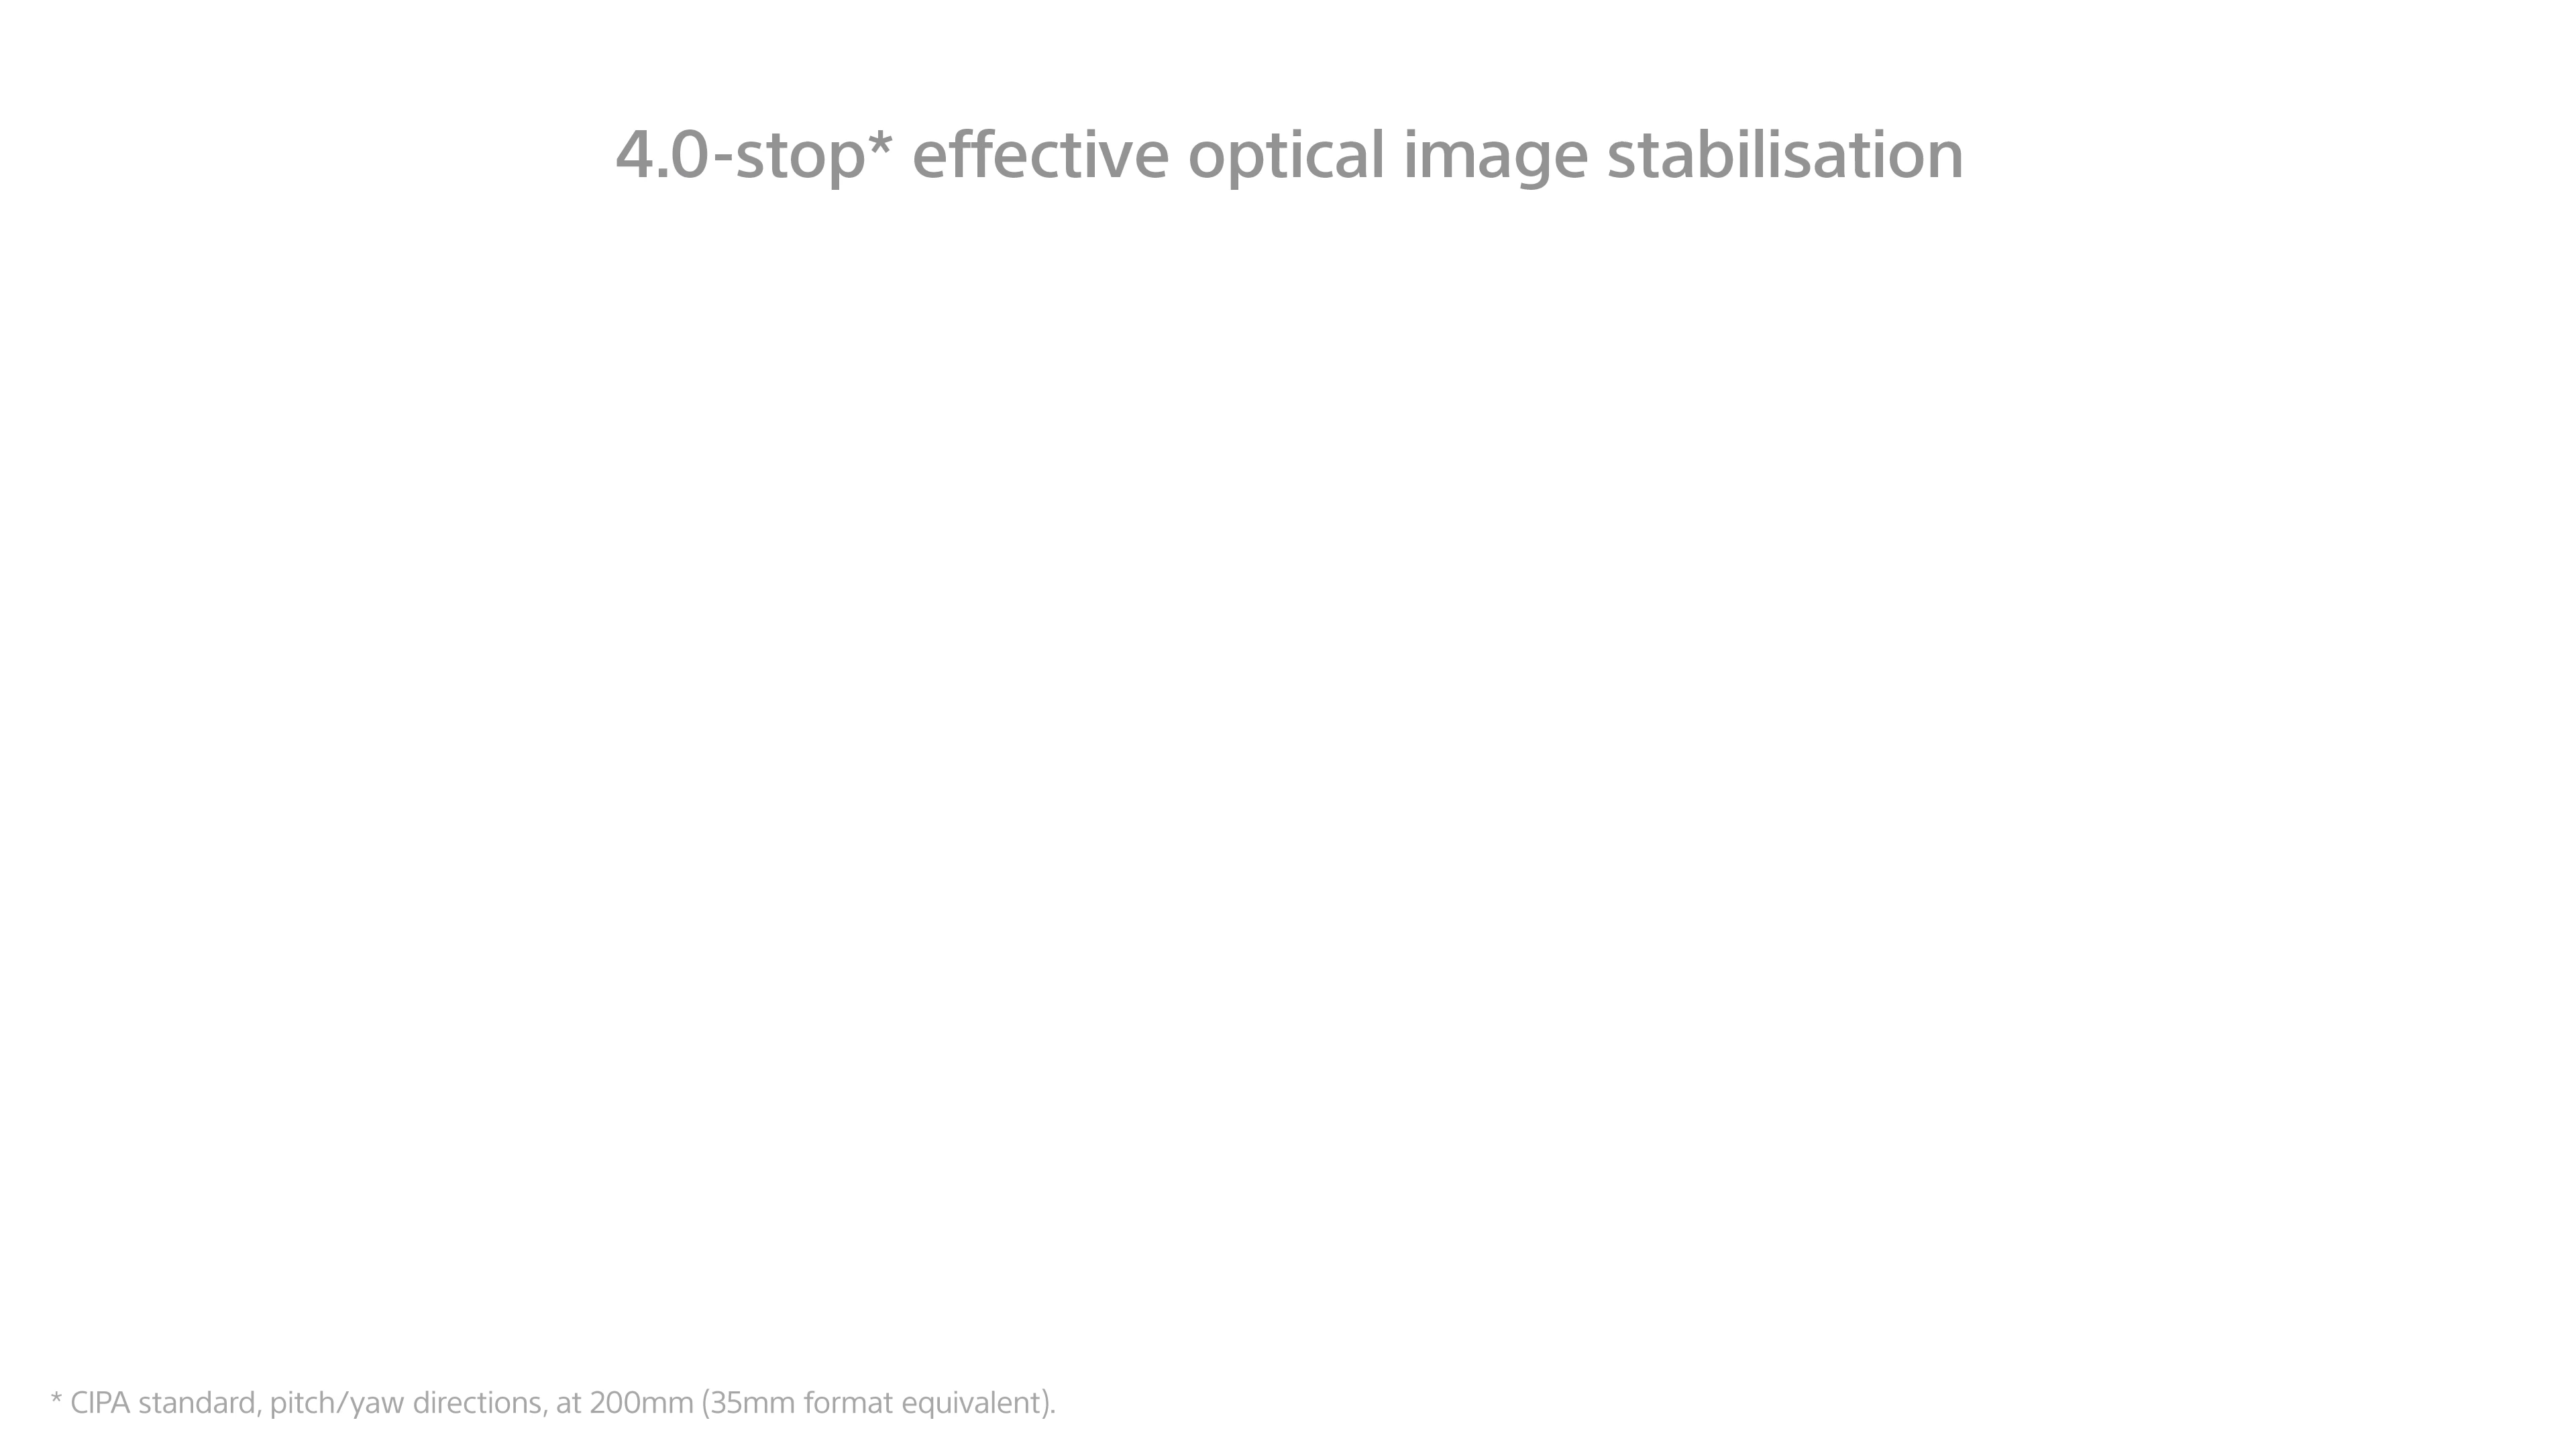 4.0-stop* effective optical image stabilisation
* CIPA standard, pitch/yaw directions, at 200mm (35mm format equivalent).